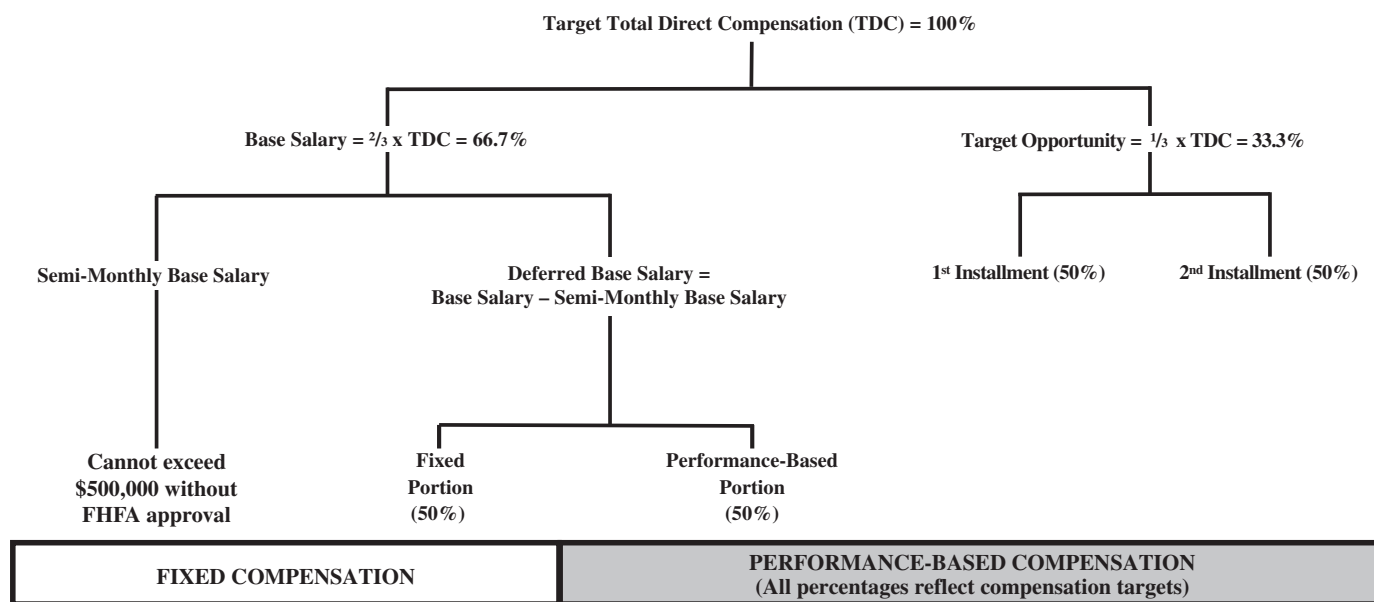 Target Total Direct Compensation (TDC) = 100%
Base Salary = 2/3 x TDC = 66.7%
Target Opportunity = 1/3 x TDC = 33.3%
Semi-Monthly Base Salary
Deferred Base Salary =
Base Salary – Semi-Monthly Base Salary
1st Installment (50%)
2nd Installment (50%)
Cannot exceed
$500,000 without
FHFA approval
Fixed
Portion
(50%)
Performance-Based
Portion
(50%)
FIXED COMPENSATION
PERFORMANCE-BASED COMPENSATION
(All percentages reflect compensation targets)